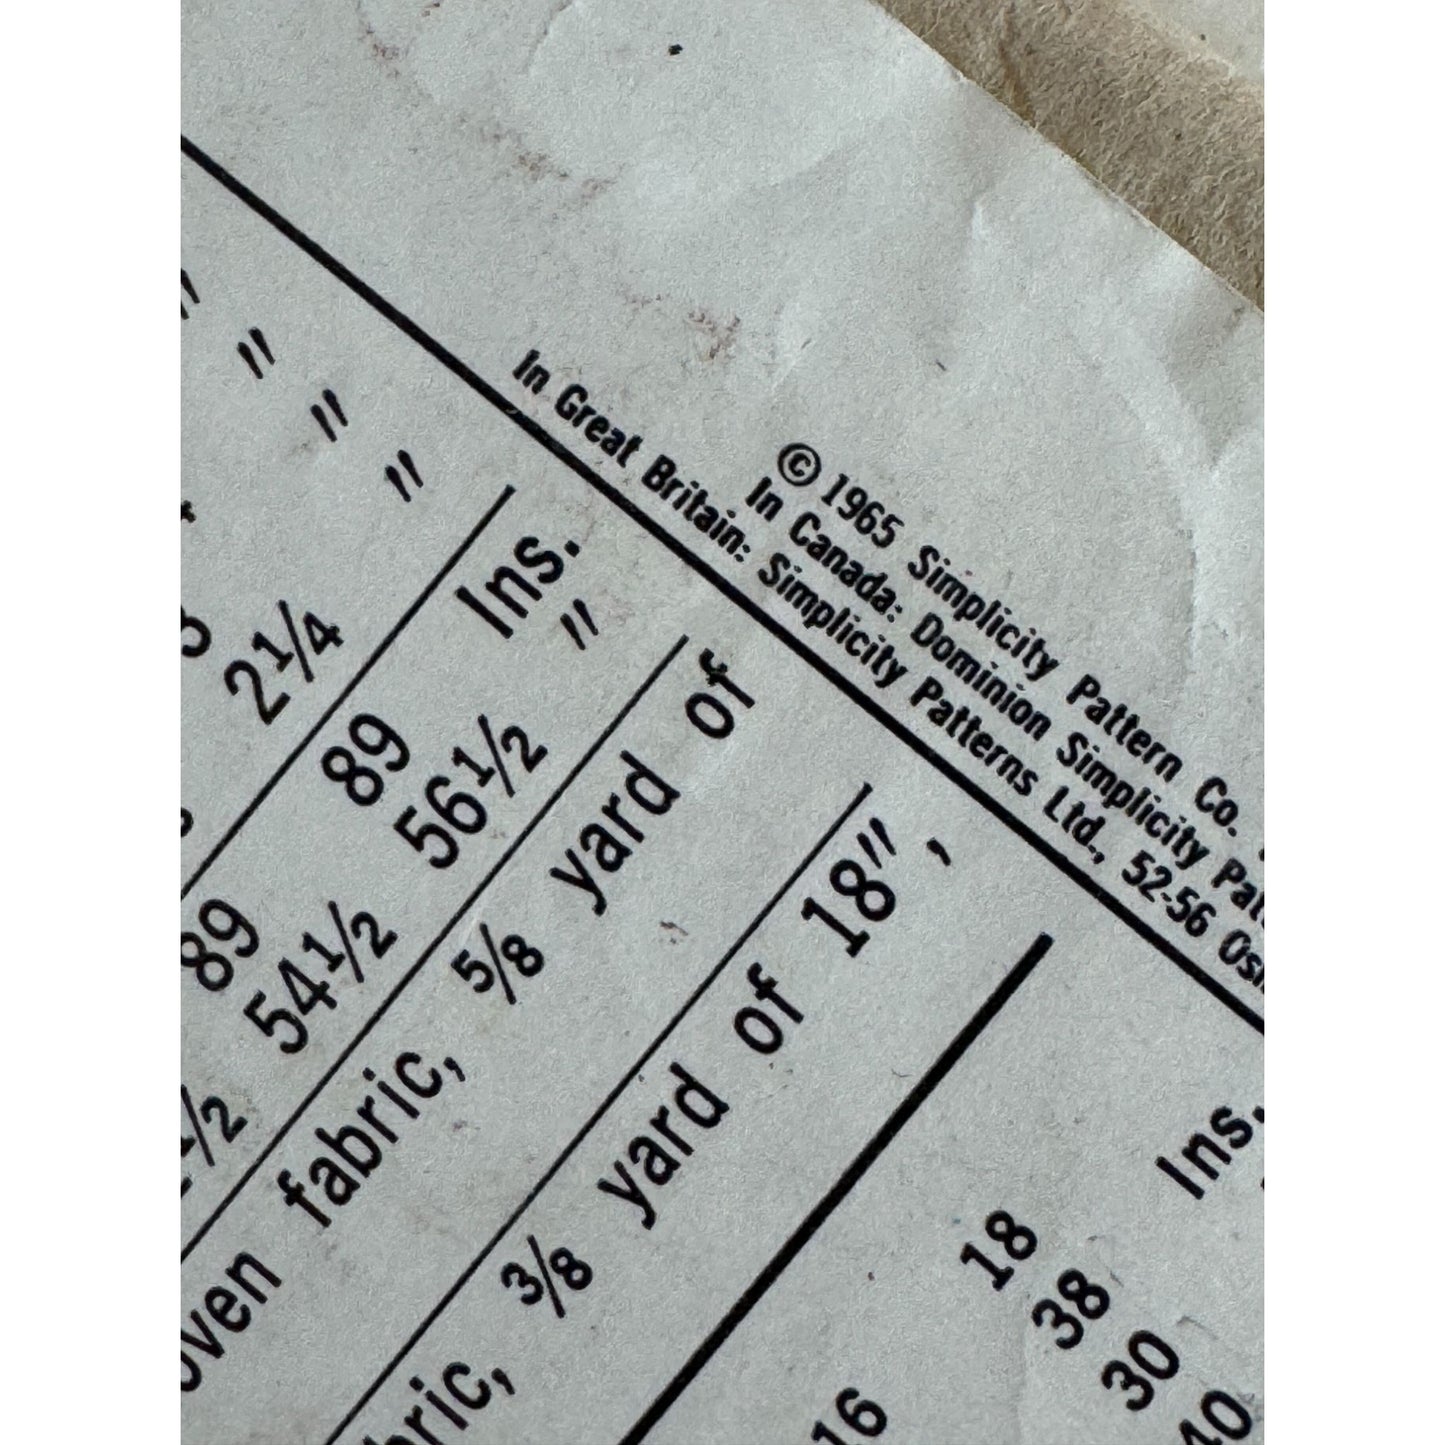 © 1965 Simplicity Pattern Co.
In Canada: Dominion Simplicity
In Great Britain: Simplicity Patterns Ltd., 52-56
"
"
"
"
2¼
89 Ins.
89 56½ "
54½
fabric, ⅝ yard of
⅜ yard of 18",
Ins.
18
38
16 30
40